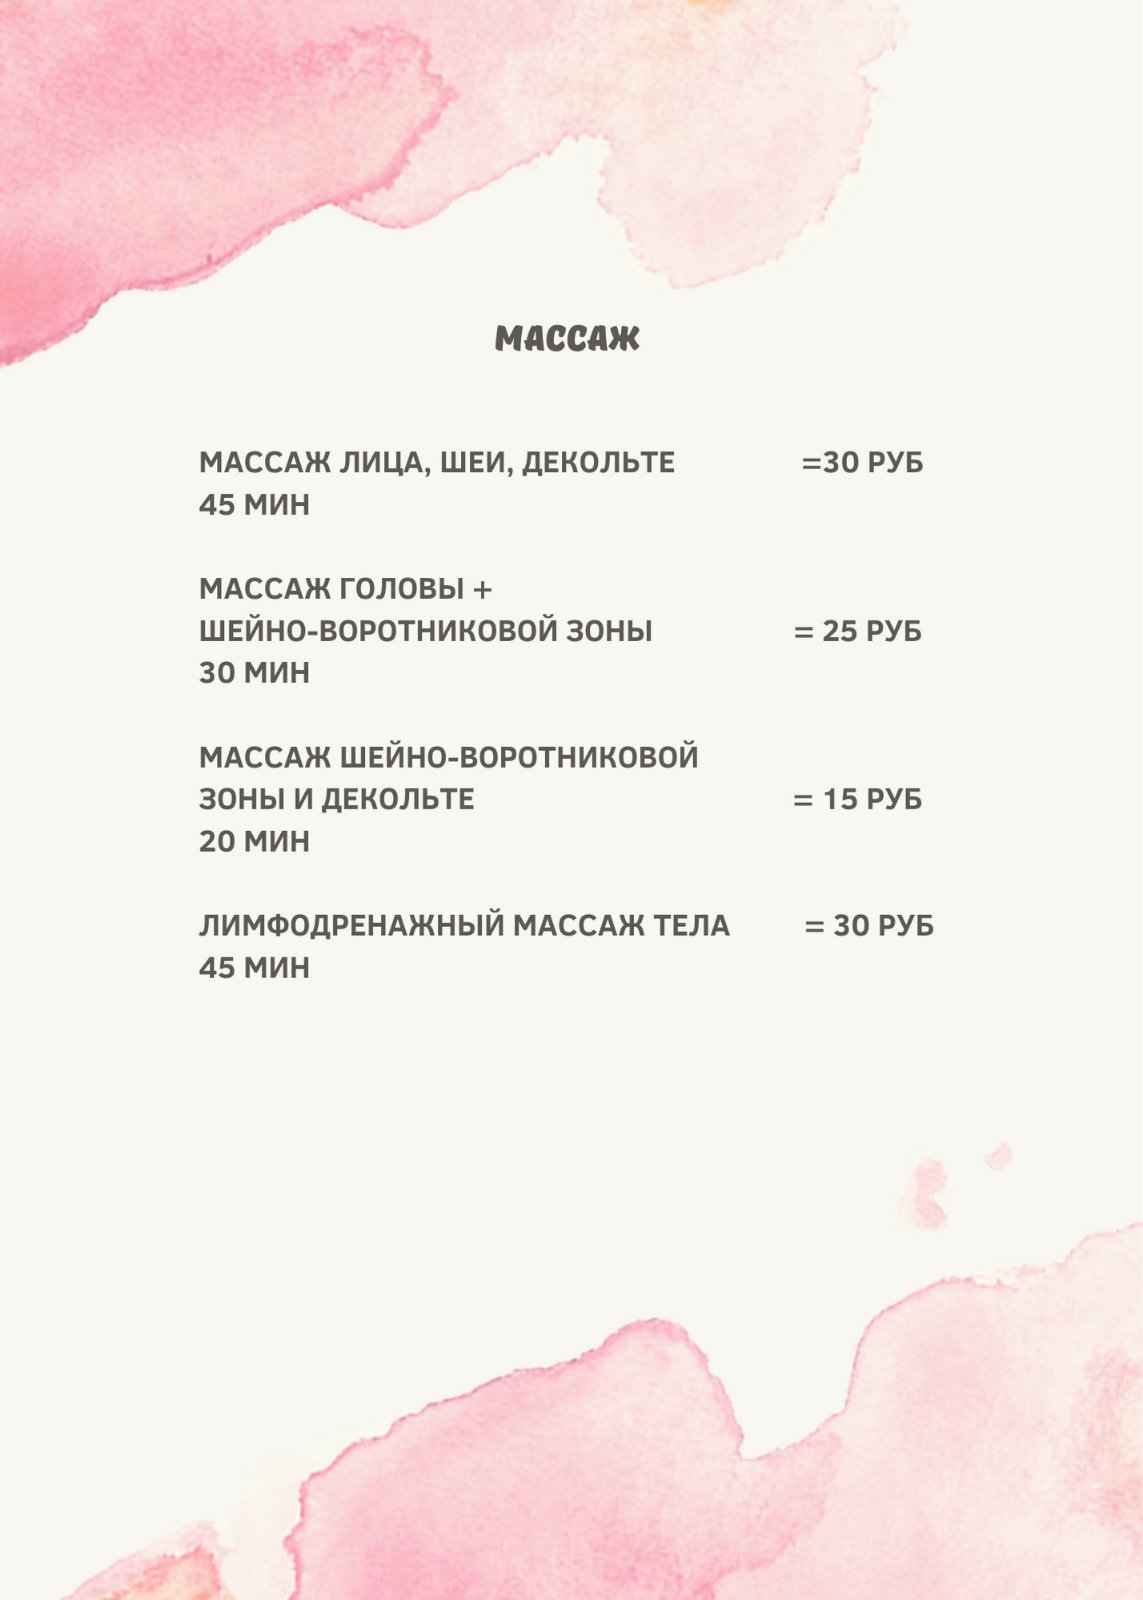 МАССАЖ
МАССАЖ ЛИЦА, ШЕИ, ДЕКОЛЬТЕ =30 РУБ
45 МИН
МАССАЖ ГОЛОВЫ +
ШЕЙНО-ВОРОТНИКОВОЙ ЗОНЫ = 25 РУБ
30 МИН
МАССАЖ ШЕЙНО-ВОРОТНИКОВОЙ
ЗОНЫ И ДЕКОЛЬТЕ = 15 РУБ
20 МИН
ЛИМФОДРЕНАЖНЫЙ МАССАЖ ТЕЛА = 30 РУБ
45 МИН